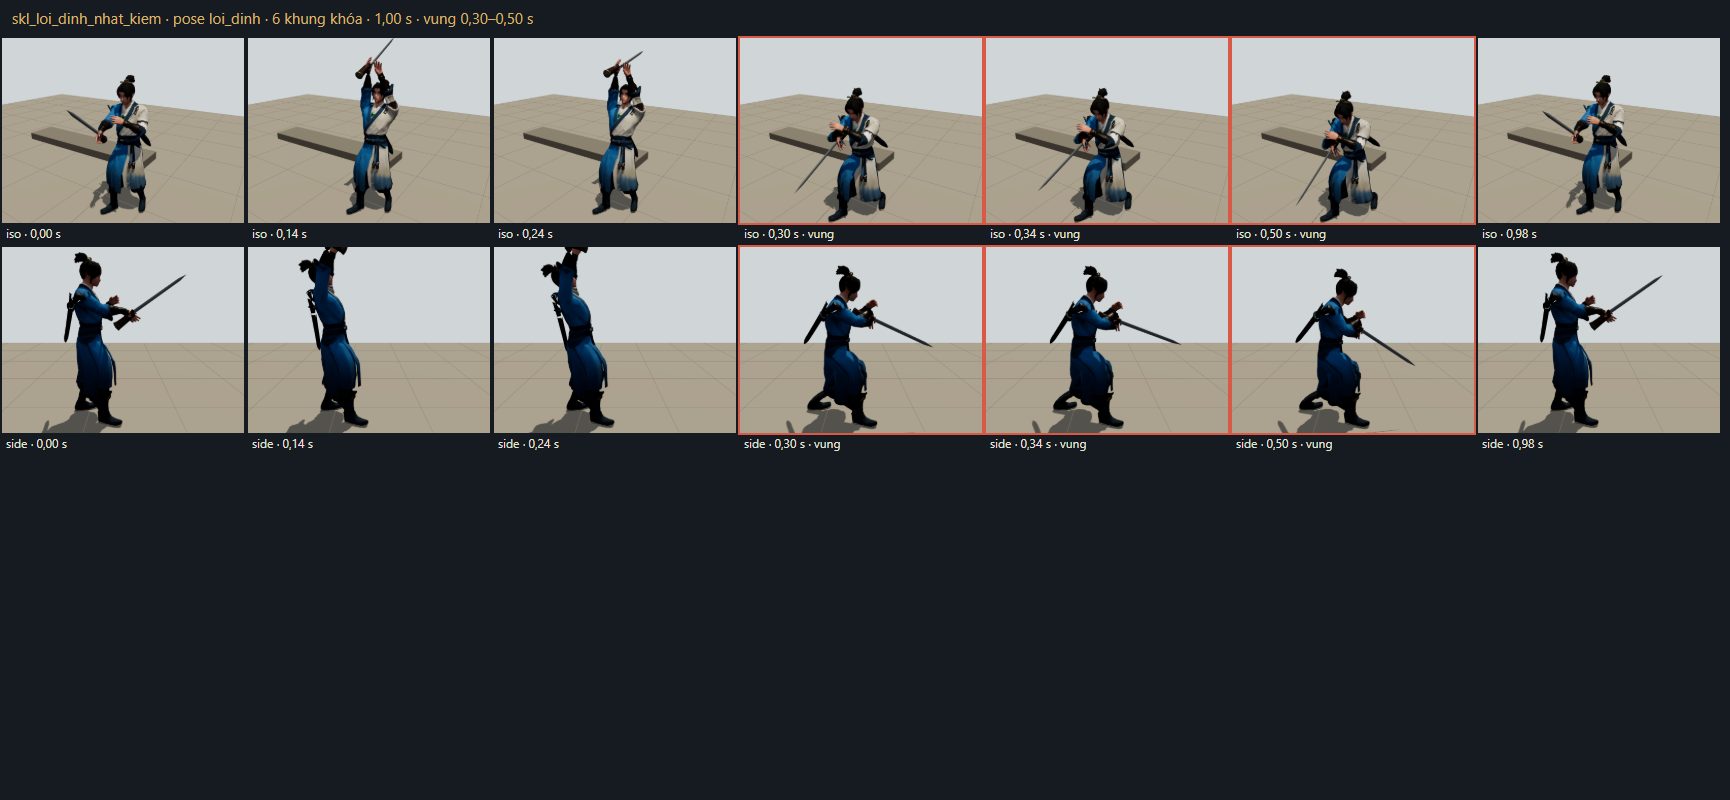 skl_loi_dinh_nhat_kiem · pose loi_dinh · 6 khung khóa · 1,00 s · vung 0,30–0,50 s
iso · 0,00 s
iso · 0,14 s
iso · 0,24 s
iso · 0,30 s · vung
iso · 0,34 s · vung
iso · 0,50 s · vung
iso · 0,98 s
side · 0,00 s
side · 0,14 s
side · 0,24 s
side · 0,30 s · vung
side · 0,34 s · vung
side · 0,50 s · vung
side · 0,98 s